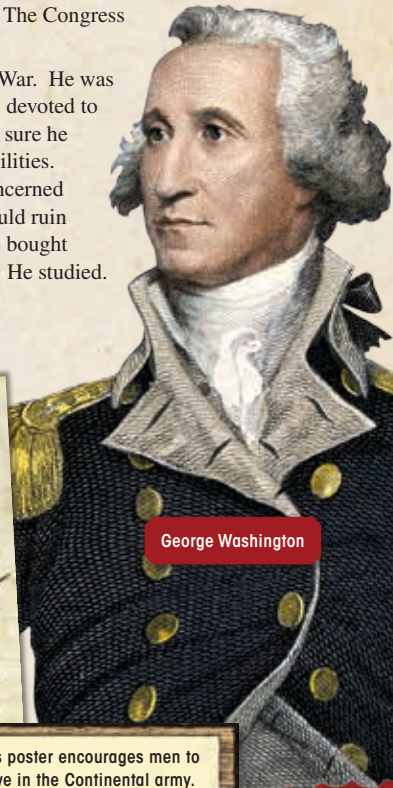 The Congress
War. He was
devoted to
sure he
ilities.
ncerned
uld ruin
bought
He studied.
George Washington
s poster encourages men to
ve in the Continental army.